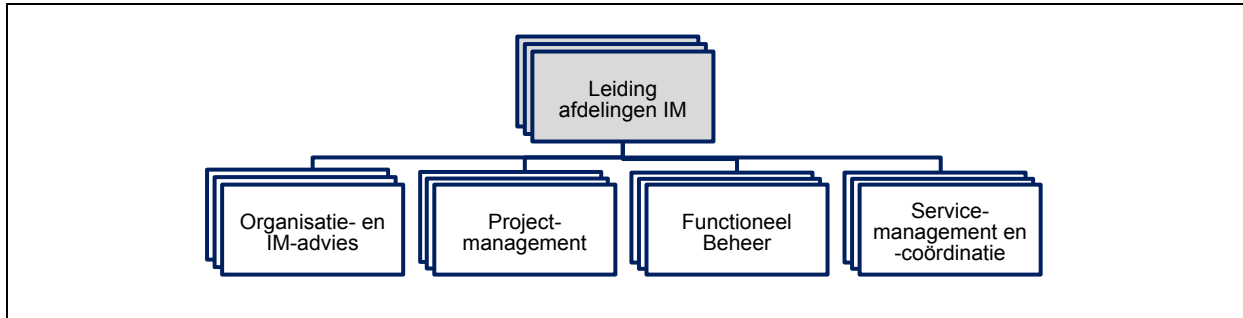 Leiding
afdelingen IM
Organisatie- en
IM-advies
Project-
management
Functioneel
Beheer
Service-
management en
-coördinatie